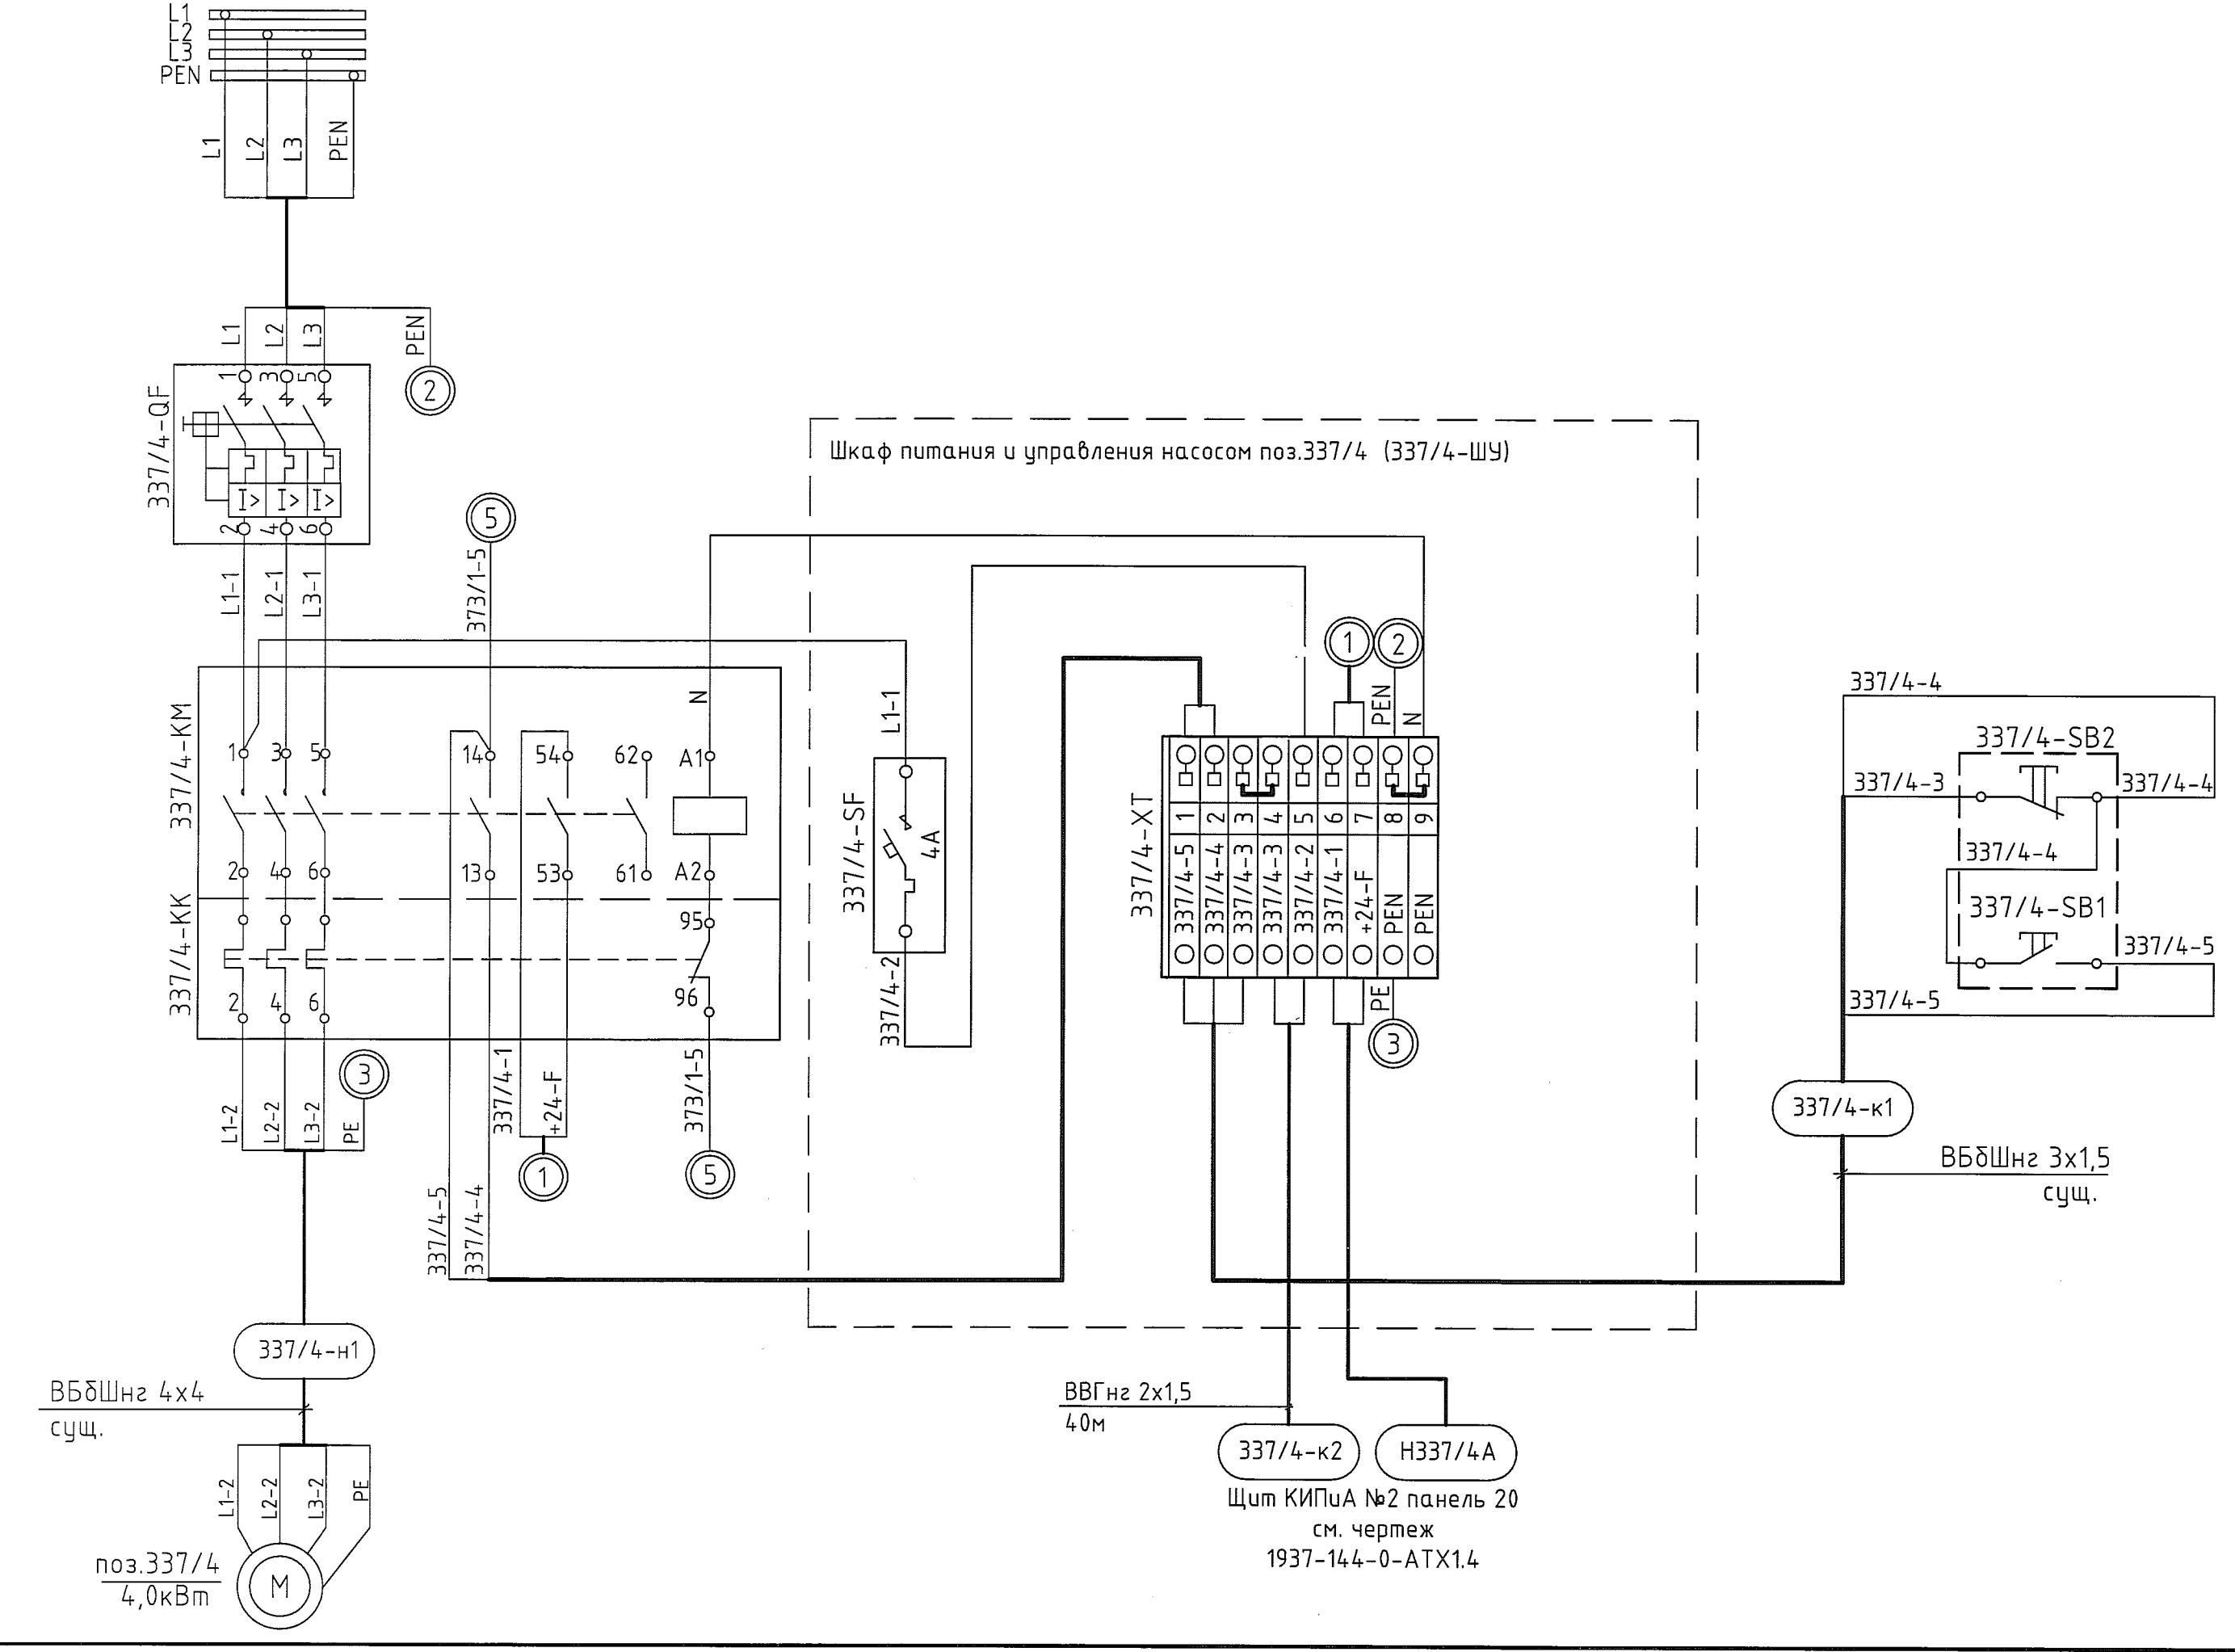 L1
L2
L3
PEN
L1
L2
L3
PEN
L1
L2
L3
PEN
2
337/4-QF
1
3
5
I>
I>
I>
2
4
6
L1-1
L2-1
L3-1
5
373/1-5
Шкаф питания и управления насосом поз.337/4 (337/4-ШУ)
337/4-KM
1
3
5
14
54
62
A1
N
2
4
6
13
53
61
A2
337/4-KK
95
96
2
4
6
L1-2
L2-2
L3-2
PE
3
337/4-5
337/4-4
337/4-1
+24-F
1
373/1-5
5
L1-1
337/4-SF
4A
337/4-2
1
2
PEN
N
337/4-XT
1
2
3
4
5
6
7
8
9
337/4-5
337/4-4
337/4-3
337/4-3
337/4-2
337/4-1
+24-F
PEN
PEN
PE
3
337/4-4
337/4-SB2
337/4-3
337/4-4
337/4-4
337/4-SB1
337/4-5
337/4-5
337/4-к1
ВБбШнг 3х1,5
сущ.
337/4-н1
ВБбШнг 4х4
сущ.
L1-2
L2-2
L3-2
PE
поз.337/4
4,0кВт
М
ВВГнг 2х1,5
40м
337/4-к2
Н337/4А
Щит КИПиА №2 панель 20
см. чертеж
1937-144-0-АТХ1.4